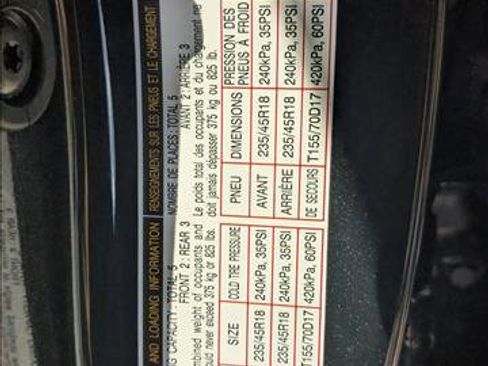 AND LOADING INFORMATION
RENSEIGNEMENTS SUR LES PNEUS ET LE CHARGEMENT
CAPACITY : TOTAL 5
FRONT 2 : REAR 3
NOMBRE DE PLACES : TOTAL 5
AVANT 2 : ARRIÈRE 3
weight of occupants and
never exceed 375 kg or 825 lbs.
Le poids total des occupants et du chargement ne
doit jamais dépasser 375 kg ou 825 lb.
SIZE COLD TIRE PRESSURE
235/45R18 240kPa, 35PSI
235/45R18 240kPa, 35PSI
T155/70D17 420kPa, 60PSI
PNEU DIMENSIONS PRESSION DES PNEUS À FROID
AVANT 235/45R18 240kPa, 35PSI
ARRIÈRE 235/45R18 240kPa, 35PSI
DE SECOURS T155/70D17 420kPa, 60PSI